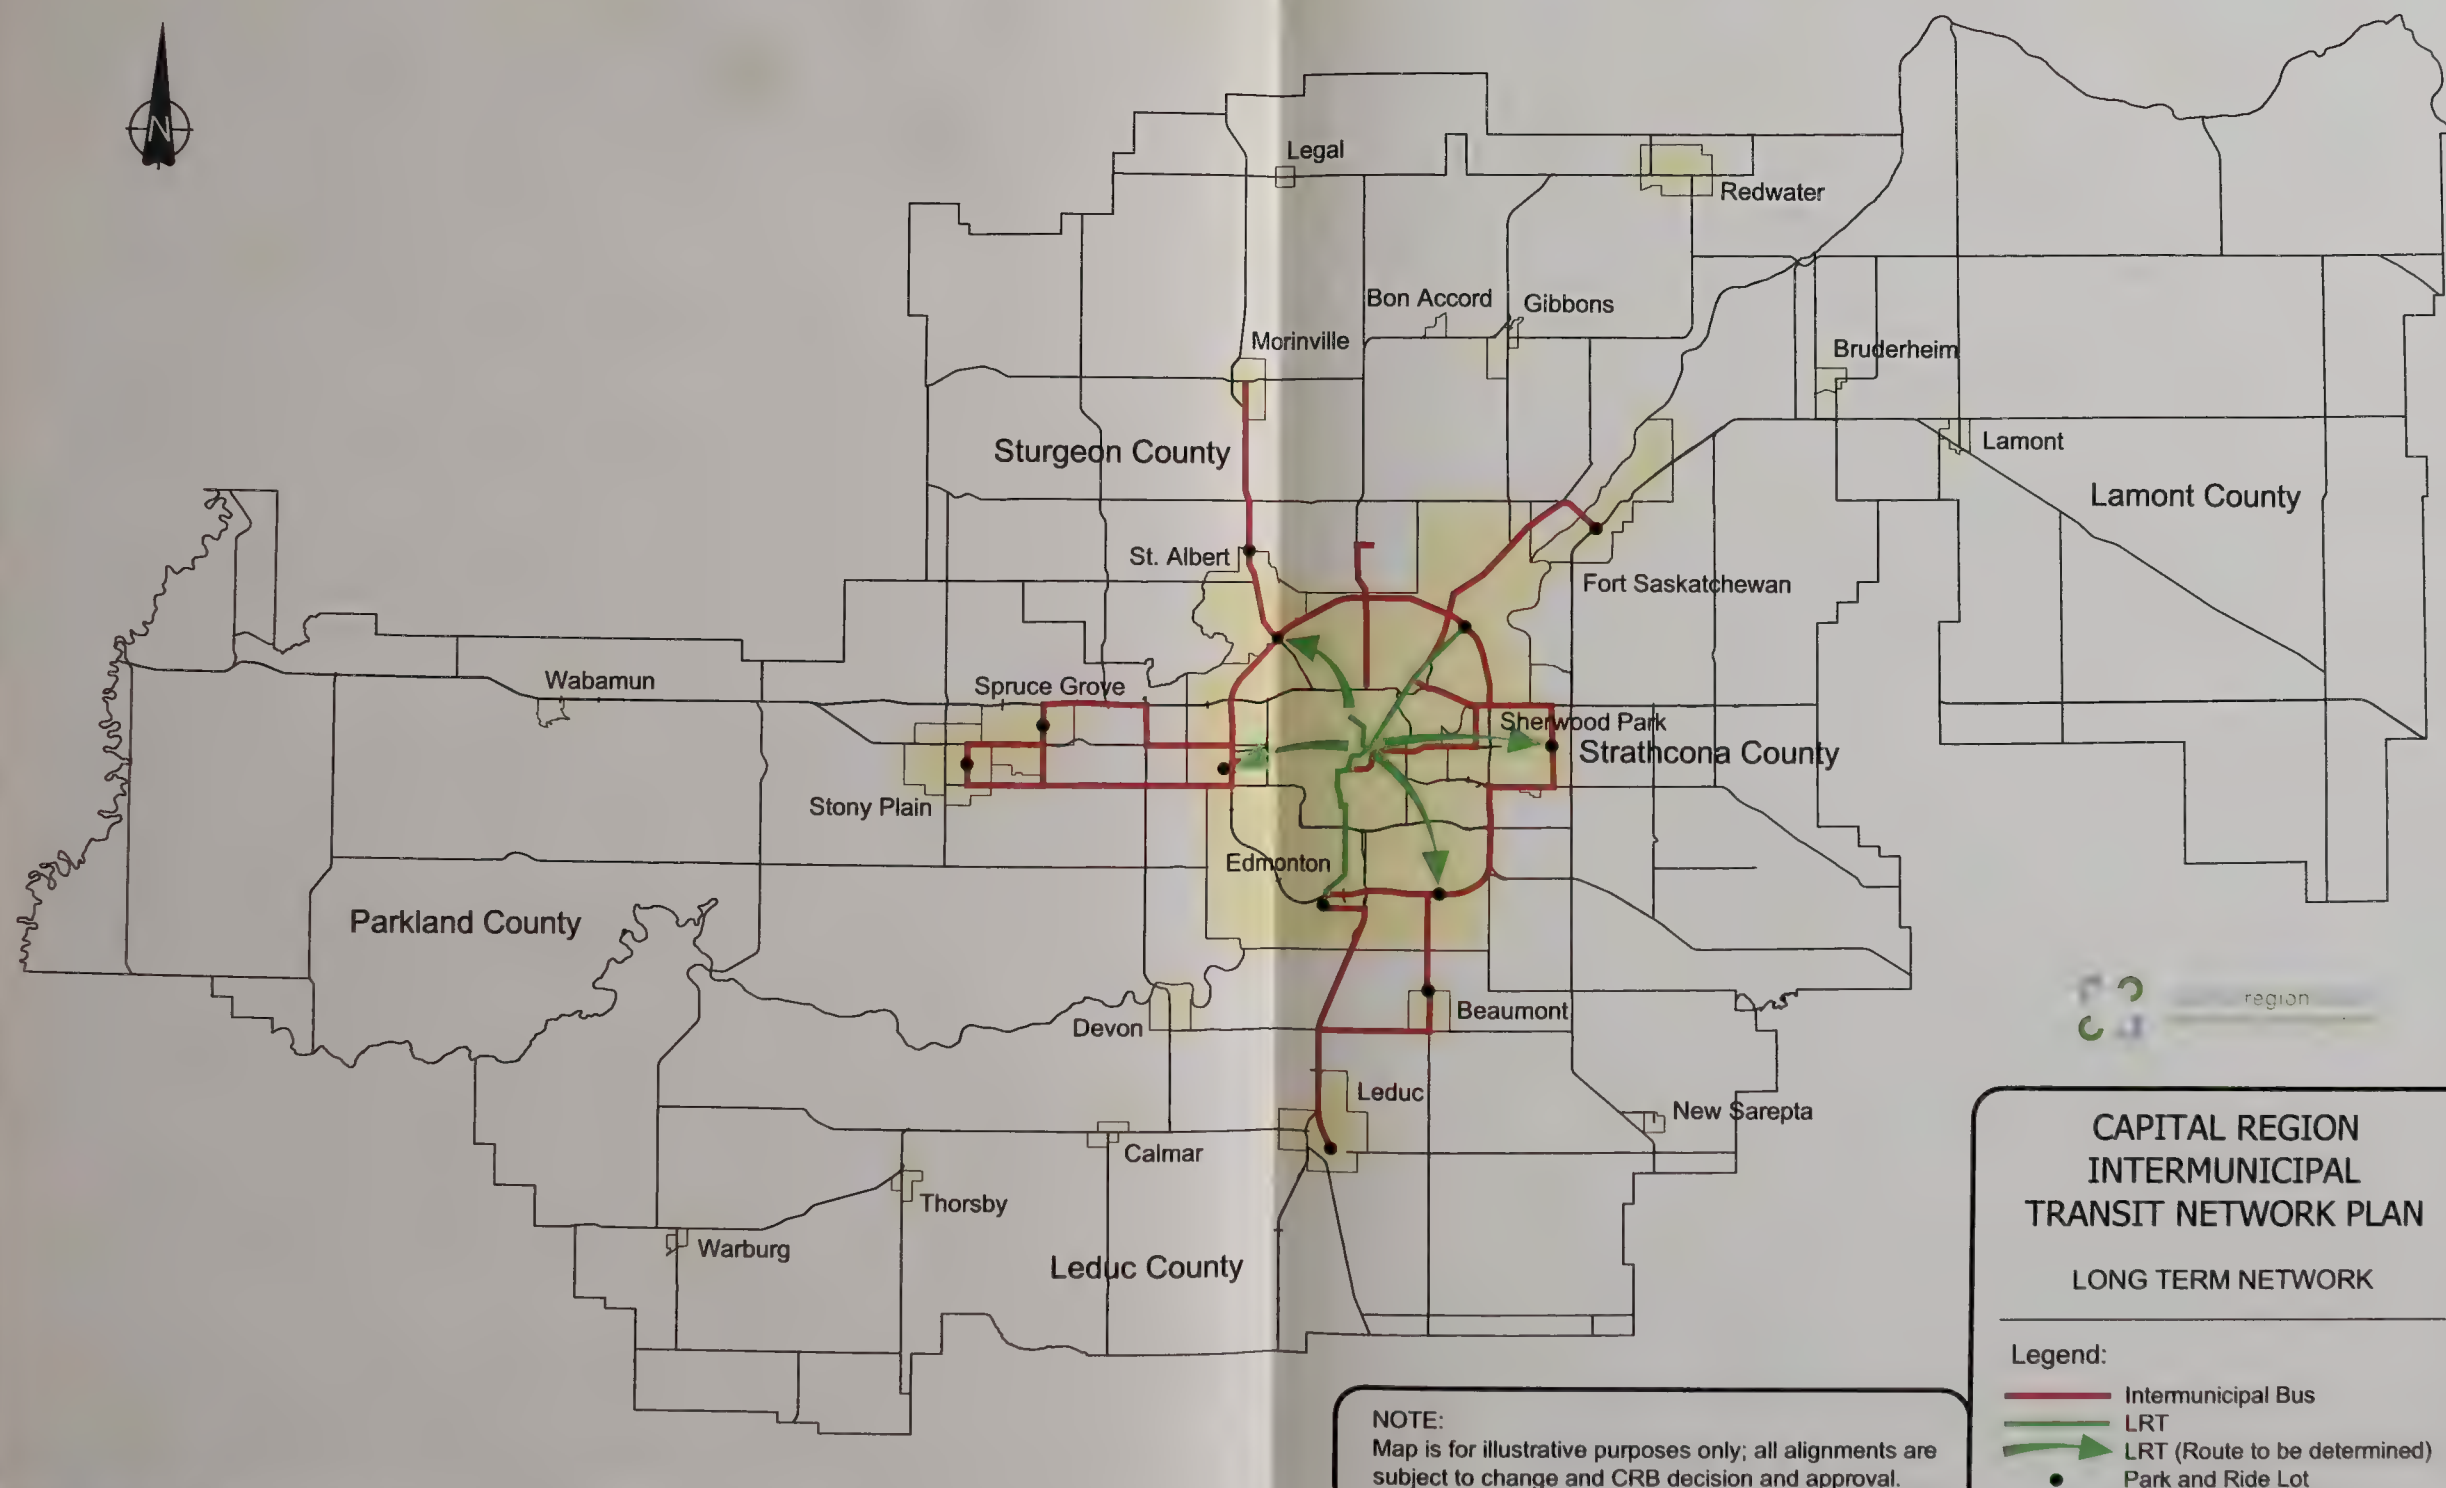 N
Legal
Redwater
Bon Accord
Gibbons
Morinville
Bruderheim
Sturgeon County
Lamont
Lamont County
St. Albert
Fort Saskatchewan
Wabamun
Spruce Grove
Sherwood Park
Strathcona County
Stony Plain
Edmonton
Parkland County
region
Devon
Beaumont
Leduc
New Sarepta
Calmar
Thorsby
Warburg
Leduc County
CAPITAL REGION
INTERMUNICIPAL
TRANSIT NETWORK PLAN
LONG TERM NETWORK
Legend:
Intermunicipal Bus
LRT
LRT (Route to be determined)
Park and Ride Lot
NOTE:
Map is for illustrative purposes only; all alignments are
subject to change and CRB decision and approval.